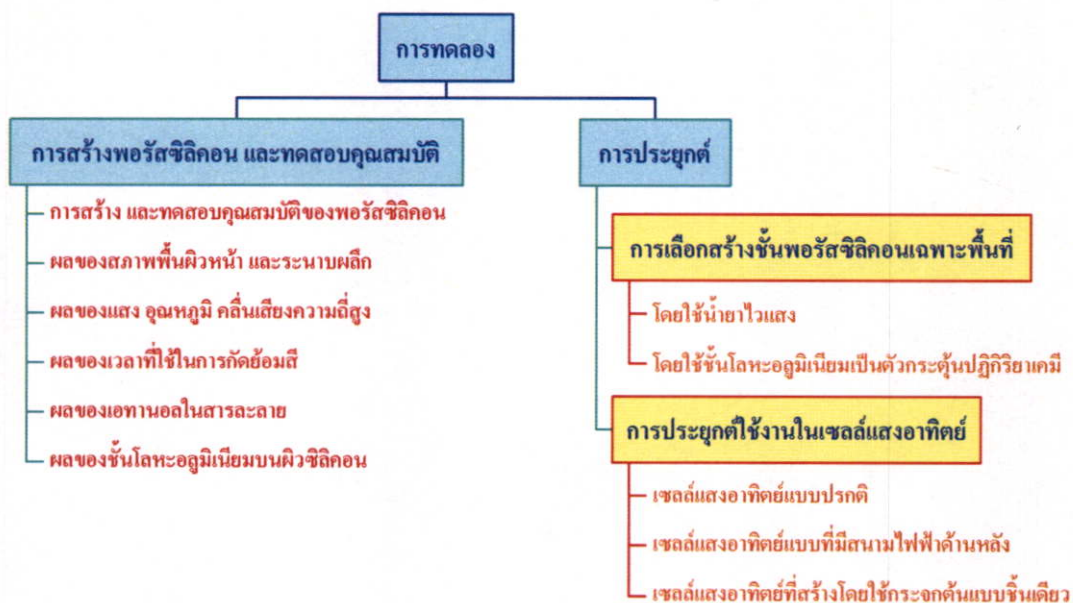 การทดลอง
การสร้างพอรัสซิลิคอน และทดสอบคุณสมบัติ
การสร้าง และทดสอบคุณสมบัติของพอรัสซิลิคอน
ผลของสภาพพื้นผิวหน้า และระนาบผลึก
ผลของแสง อุณหภูมิ คลื่นเสียงความถี่สูง
ผลของเวลาที่ใช้ในการกัดย้อมสี
ผลของเอทานอลในสารละลาย
ผลของชั้นโลหะอลูมิเนียมบนผิวซิลิคอน
การประยุกต์
การเลือกสร้างชั้นพอรัสซิลิคอนเฉพาะพื้นที่
โดยใช้น้ำยาไวแสง
โดยใช้ชั้นโลหะอลูมิเนียมเป็นตัวกระตุ้นปฏิกิริยาเคมี
การประยุกต์ใช้งานในเซลล์แสงอาทิตย์
เซลล์แสงอาทิตย์แบบปรกติ
เซลล์แสงอาทิตย์แบบที่มีสนามไฟฟ้าด้านหลัง
เซลล์แสงอาทิตย์ที่สร้างโดยใช้กระจกต้นแบบชิ้นเดียว